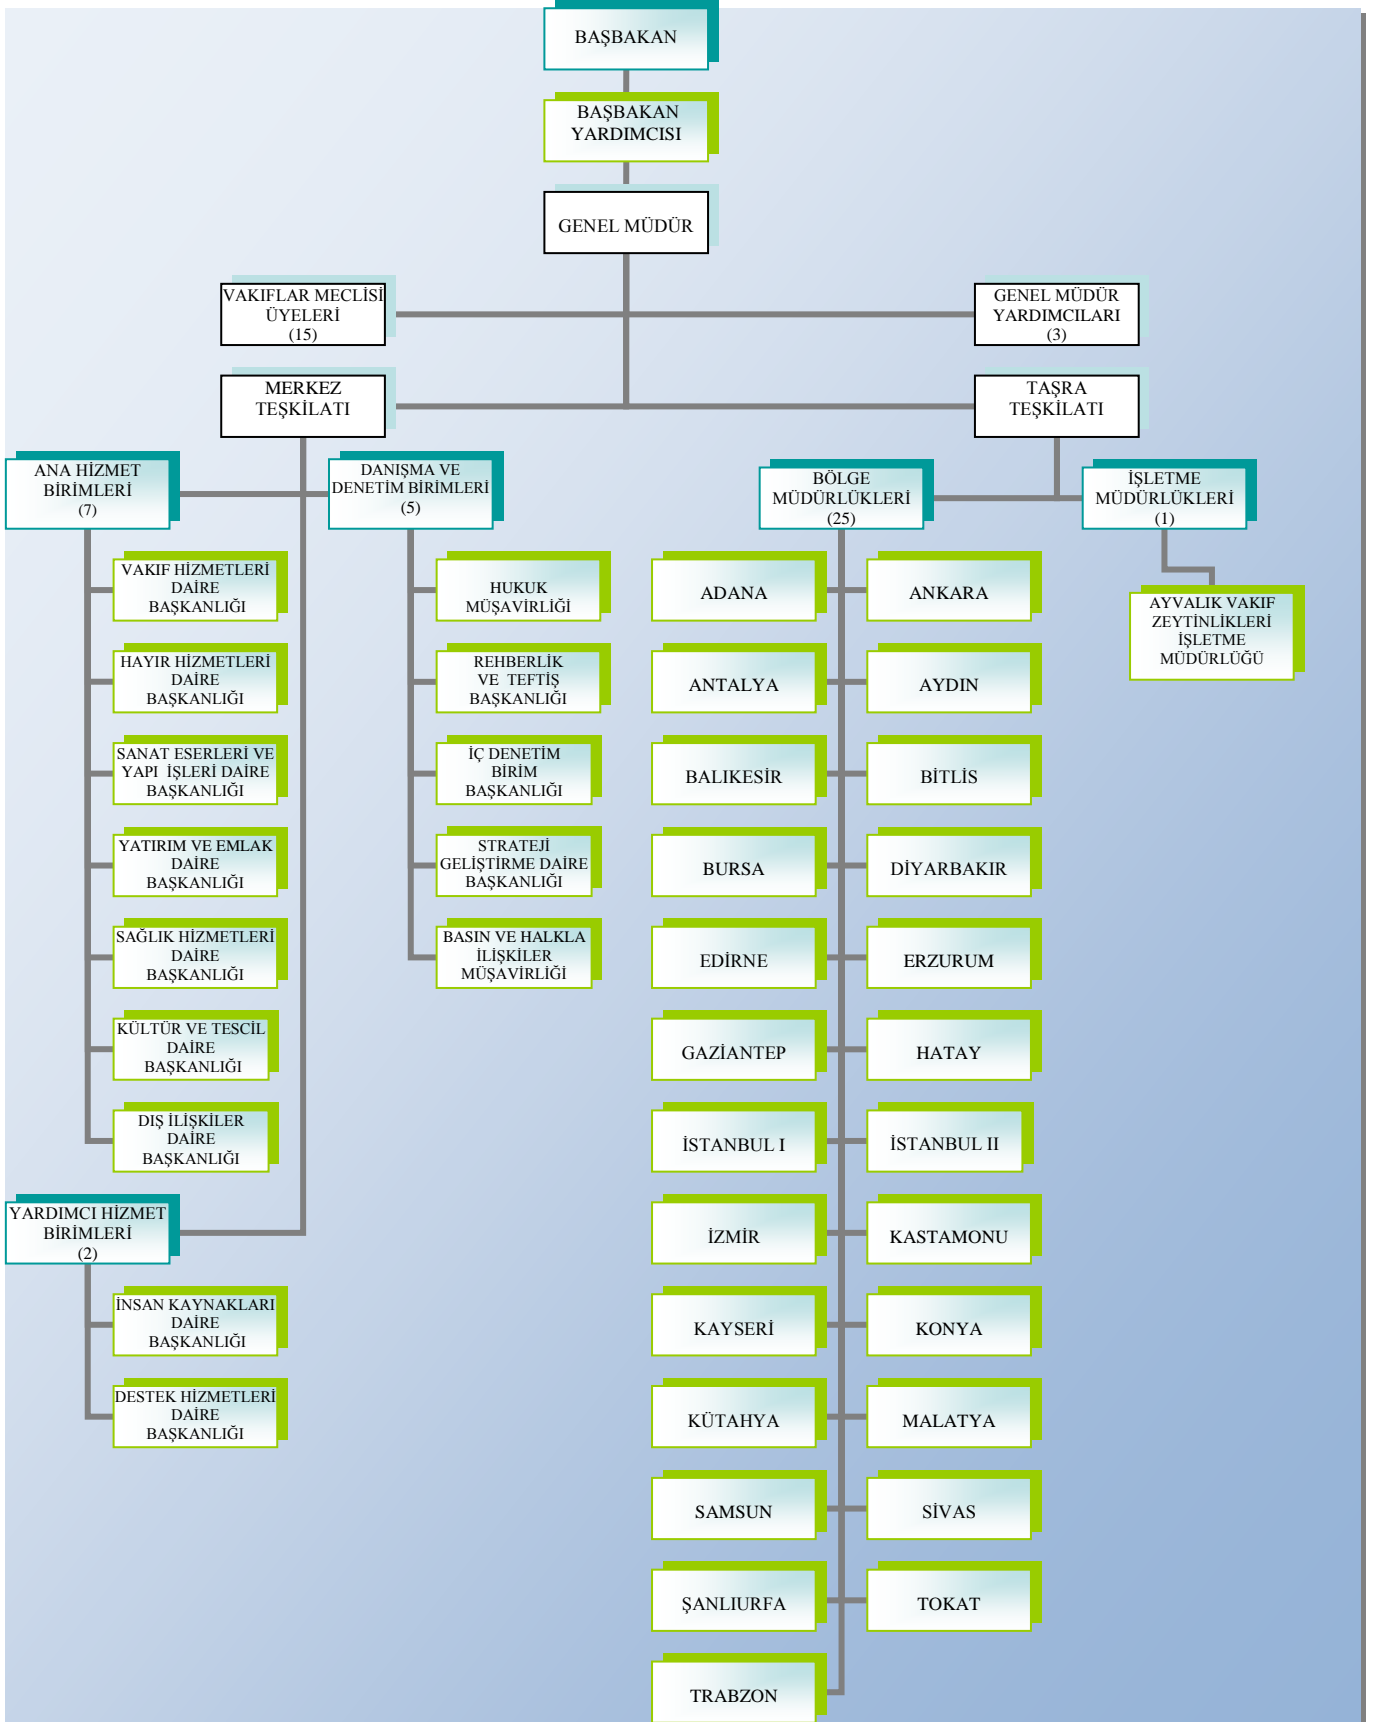 BAŞBAKAN
BAŞBAKAN
YARDIMCISI
GENEL MÜDÜR
VAKIFLAR MECLİSİ
ÜYELERİ
(15)
GENEL MÜDÜR
YARDIMCILARI
(3)
MERKEZ
TEŞKİLATI
TAŞRA
TEŞKİLATI
ANA HİZMET
BİRİMLERİ
(7)
DANIŞMA VE
DENETİM BİRİMLERİ
(5)
BÖLGE
MÜDÜRLÜKLERİ
(25)
İŞLETME
MÜDÜRLÜKLERİ
(1)
VAKIF HİZMETLERİ
DAİRE
BAŞKANLIĞI
HAYIR HİZMETLERİ
DAİRE
BAŞKANLIĞI
SANAT ESERLERİ VE
YAPI İŞLERİ DAİRE
BAŞKANLIĞI
YATIRIM VE EMLAK
DAİRE
BAŞKANLIĞI
SAĞLIK HİZMETLERİ
DAİRE
BAŞKANLIĞI
KÜLTÜR VE TESCİL
DAİRE
BAŞKANLIĞI
DIŞ İLİŞKİLER
DAİRE
BAŞKANLIĞI
YARDIMCI HİZMET
BİRİMLERİ
(2)
İNSAN KAYNAKLARI
DAİRE
BAŞKANLIĞI
DESTEK HİZMETLERİ
DAİRE
BAŞKANLIĞI
HUKUK
MÜŞAVİRLİĞİ
REHBERLİK
VE TEFTİŞ
BAŞKANLIĞI
İÇ DENETİM
BİRİM
BAŞKANLIĞI
STRATEJİ
GELİŞTİRME DAİRE
BAŞKANLIĞI
BASIN VE HALKLA
İLİŞKİLER
MÜŞAVİRLİĞİ
ADANA
ANKARA
ANTALYA
AYDIN
BALIKESİR
BİTLİS
BURSA
DİYARBAKIR
EDİRNE
ERZURUM
GAZİANTEP
HATAY
İSTANBUL I
İSTANBUL II
İZMİR
KASTAMONU
KAYSERİ
KONYA
KÜTAHYA
MALATYA
SAMSUN
SİVAS
ŞANLIURFA
TOKAT
TRABZON
AYVALIK VAKIF
ZEYTİNLİKLERİ
İŞLETME
MÜDÜRLÜĞÜ